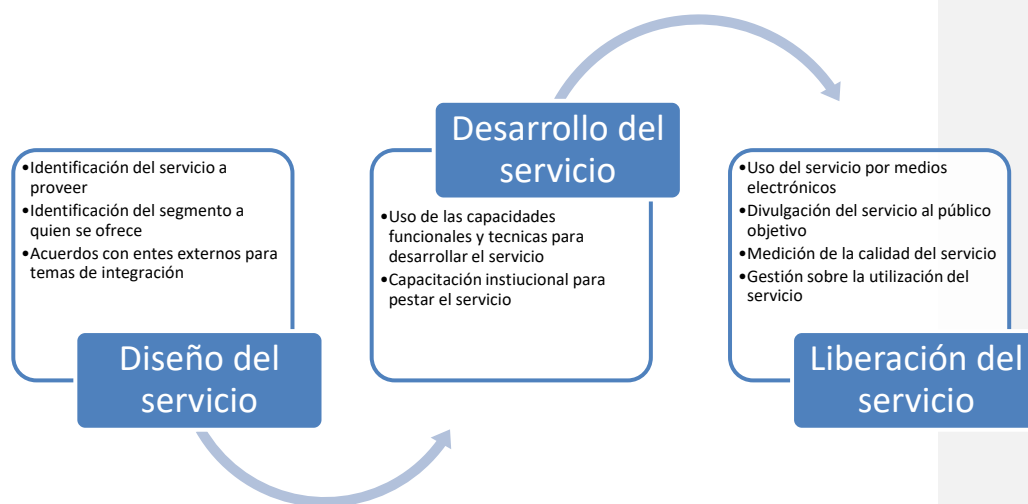 •Identificación del servicio a
proveer
•Identificación del segmento a
quien se ofrece
•Acuerdos con entes externos para
temas de integración
Diseño del
servicio
Desarrollo del
servicio
•Uso de las capacidades
funcionales y tecnicas para
desarrollar el servicio
•Capacitación instiucional para
pestar el servicio
•Uso del servicio por medios
electrónicos
•Divulgación del servicio al público
objetivo
•Medición de la calidad del servicio
•Gestión sobre la utilización del
servicio
Liberación del
servicio